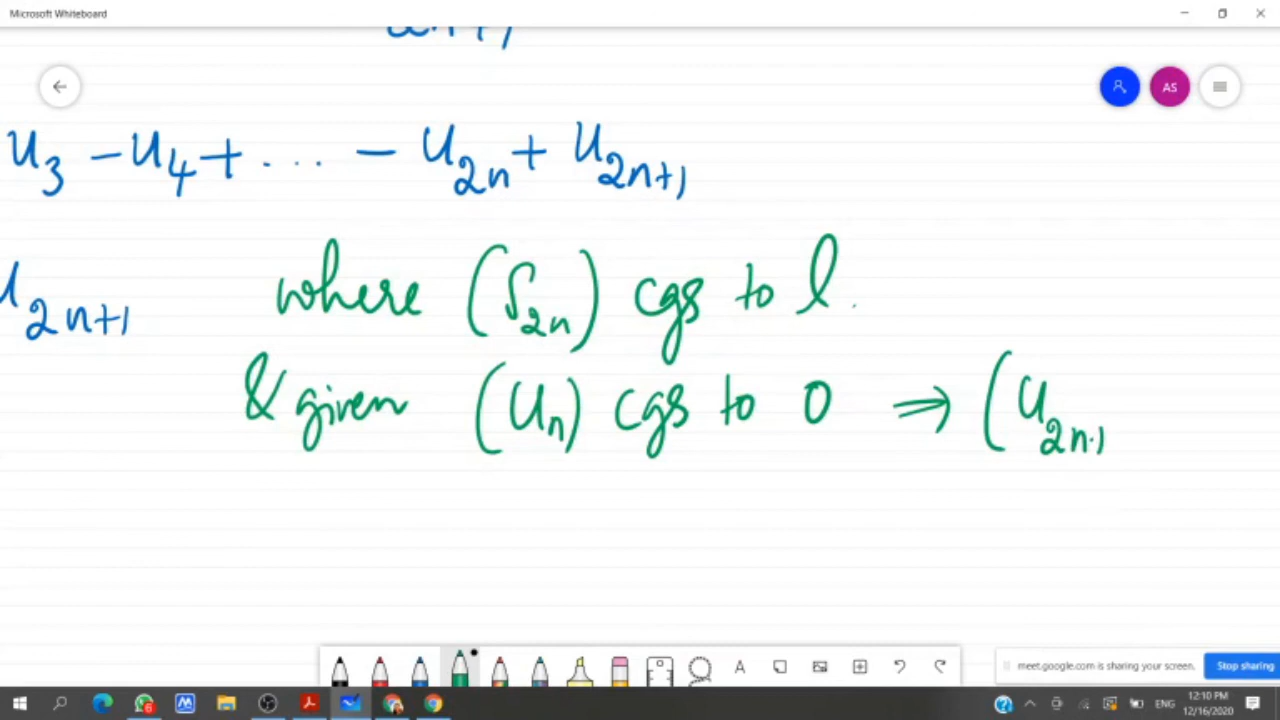 Microsoft Whiteboard
AS
u₃ - u₄ + .... - u₂ₙ + u₂ₙ₊₁
u₂ₙ₊₁
where (S₂ₙ) cgs to l.
& given (uₙ) cgs to 0 ⇒ (u₂ₙ.₁
A
meet.google.com is sharing your screen.
Stop sharing
ENG
12:10 PM
12/16/2020